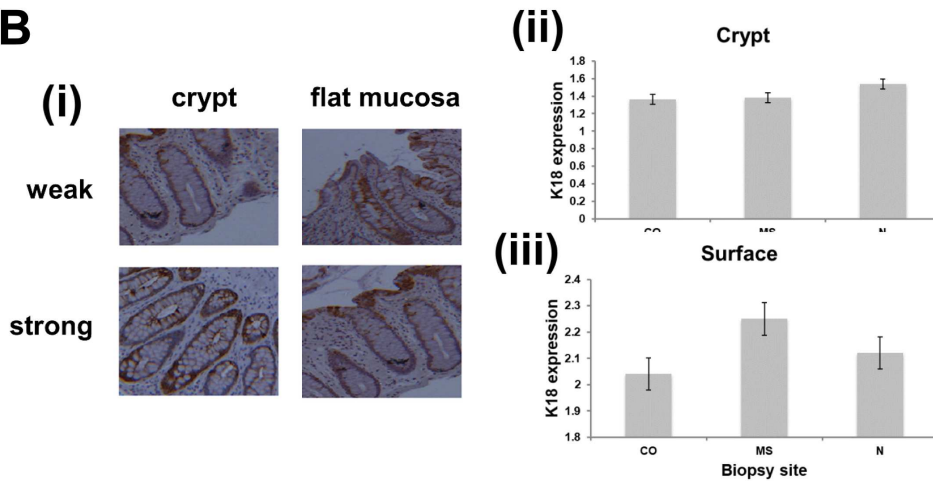 B
(i)
crypt flat mucosa
weak
strong
(ii)
Crypt
K18 expression
1.8
1.6
1.4
1.2
1
0.8
0.6
0.4
0.2
0
CO MS N
(iii)
Surface
K18 expression
2.4
2.3
2.2
2.1
2
1.9
1.8
CO MS N
Biopsy site